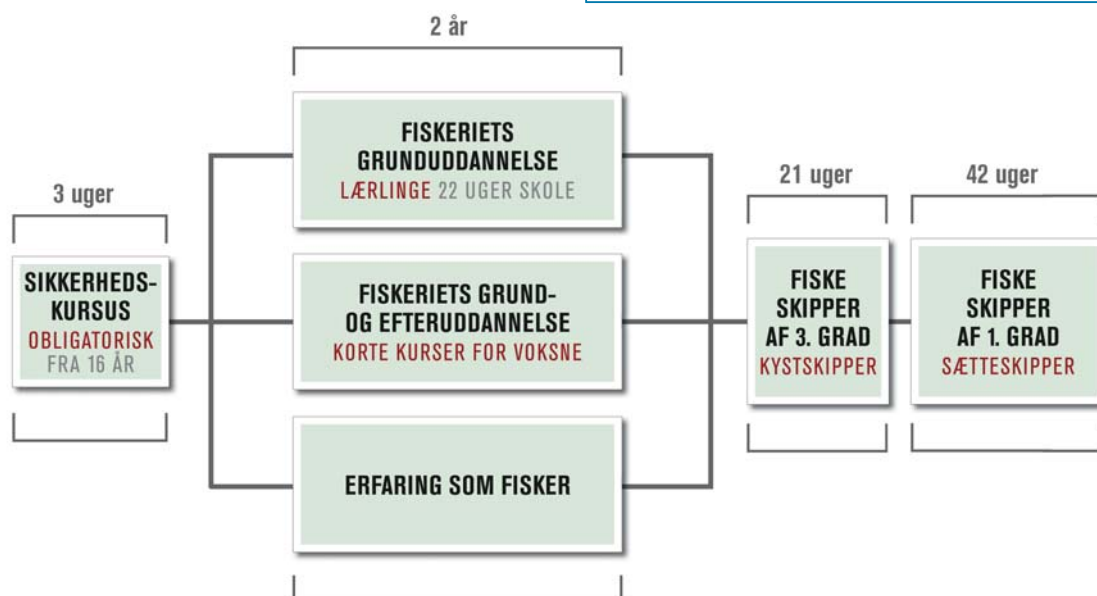 3 uger
SIKKERHEDS-
KURSUS
OBLIGATORISK
FRA 16 ÅR
2 år
FISKERIETS
GRUNDUDDANNELSE
LÆRLINGE 22 UGER SKOLE
FISKERIETS GRUND-
OG EFTERUDDANNELSE
KORTE KURSER FOR VOKSNE
ERFARING SOM FISKER
21 uger
FISKE
SKIPPER
AF 3. GRAD
KYSTSKIPPER
42 uger
FISKE
SKIPPER
AF 1. GRAD
SÆTTESKIPPER